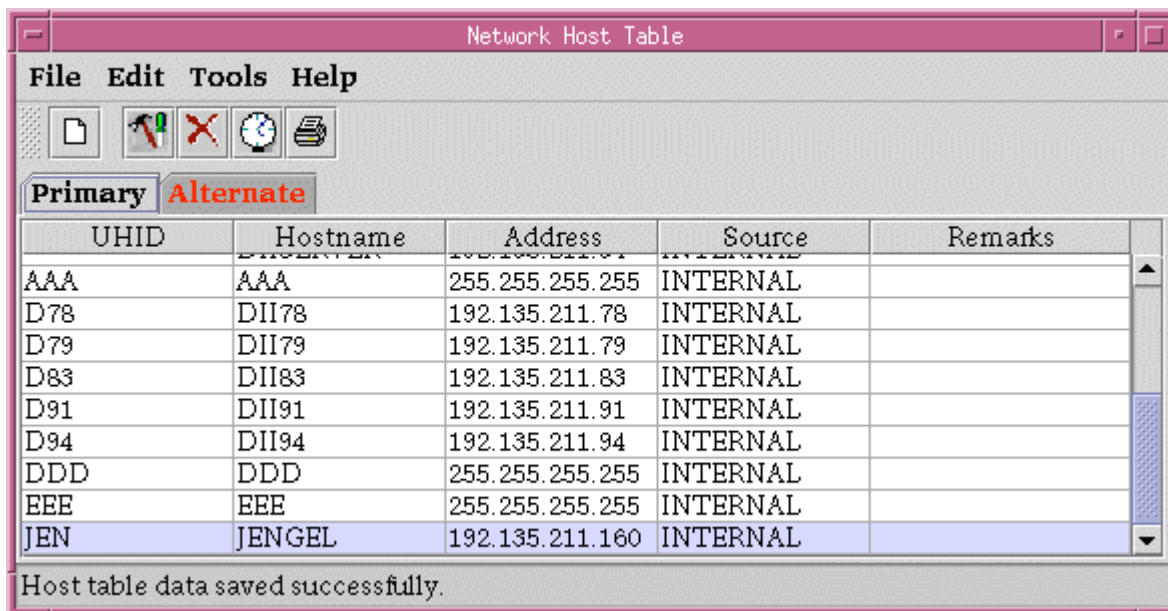 Network Host Table
File Edit Tools Help
Primary Alternate
UHID Hostname Address Source Remarks
AAA AAA 255.255.255.255 INTERNAL
D78 DII78 192.135.211.78 INTERNAL
D79 DII79 192.135.211.79 INTERNAL
D83 DII83 192.135.211.83 INTERNAL
D91 DII91 192.135.211.91 INTERNAL
D94 DII94 192.135.211.94 INTERNAL
DDD DDD 255.255.255.255 INTERNAL
EEE EEE 255.255.255.255 INTERNAL
JEN JENGEL 192.135.211.160 INTERNAL
Host table data saved successfully.